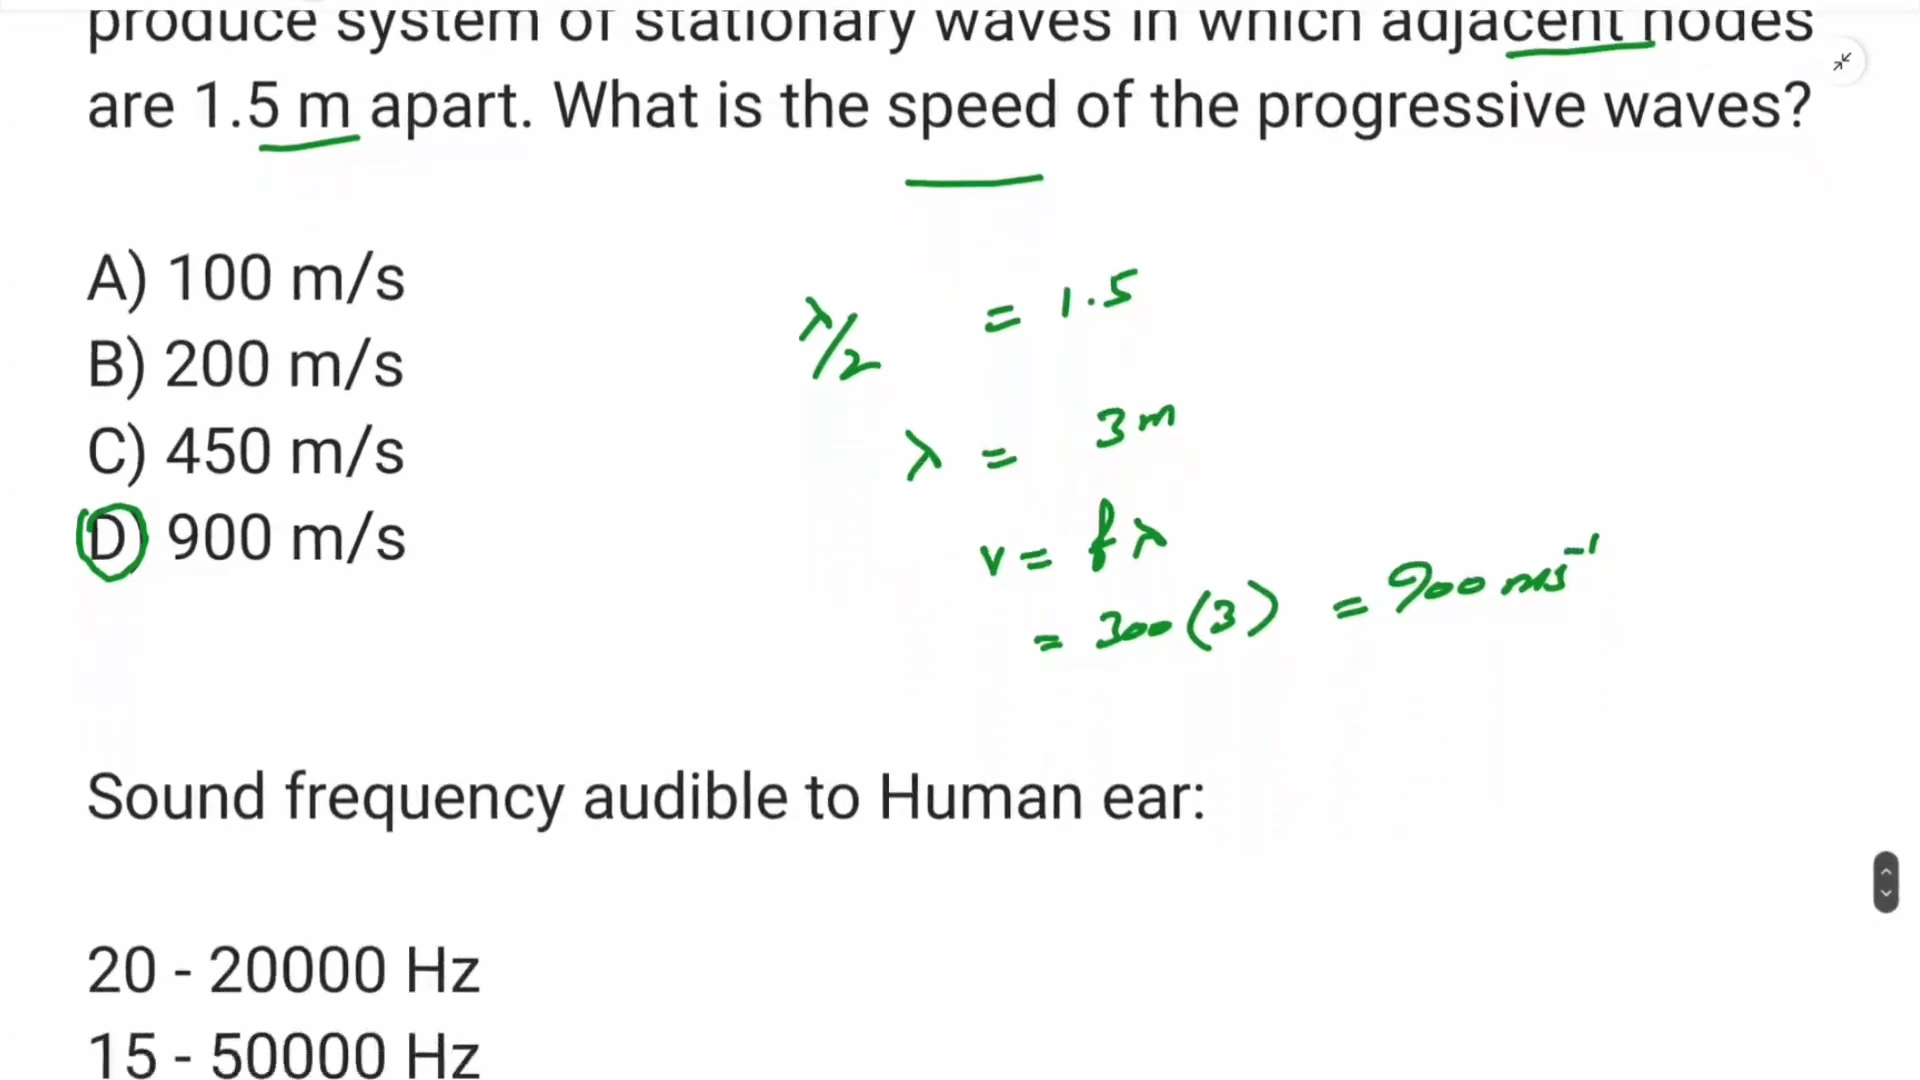 produce system of stationary waves in which adjacent nodes
are 1.5 m apart. What is the speed of the progressive waves?
A) 100 m/s
B) 200 m/s
C) 450 m/s
D) 900 m/s
λ/2 = 1.5
λ = 3 m
v = fλ
= 300 (3) = 900 ms⁻¹
Sound frequency audible to Human ear:
20 - 20000 Hz
15 - 50000 Hz